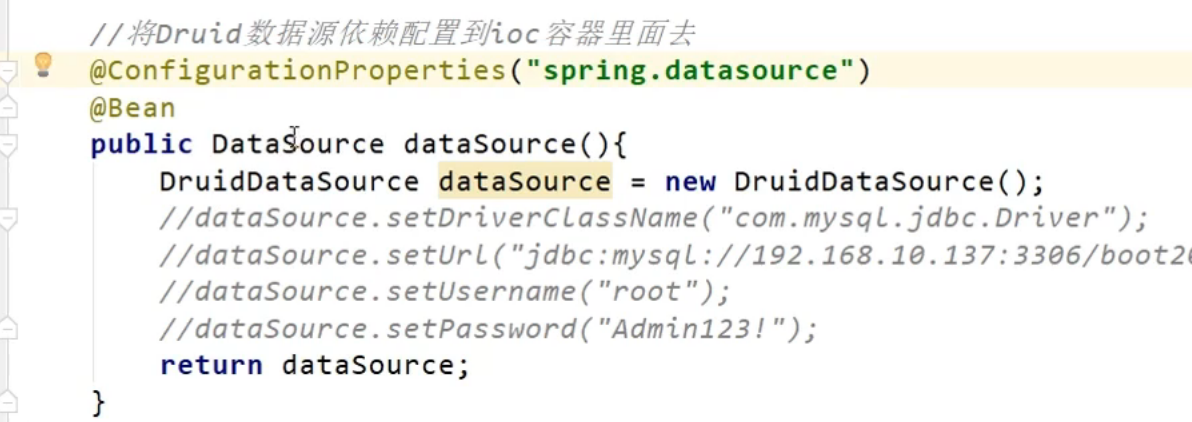 //将Druid数据源依赖配置到ioc容器里面去
@ConfigurationProperties("spring.datasource")
@Bean
public DataSource dataSource(){
DruidDataSource dataSource = new DruidDataSource();
//dataSource.setDriverClassName("com.mysql.jdbc.Driver");
//dataSource.setUrl("jdbc:mysql://192.168.10.137:3306/boot20
//dataSource.setUsername("root");
//dataSource.setPassword("Admin123!");
return dataSource;
}